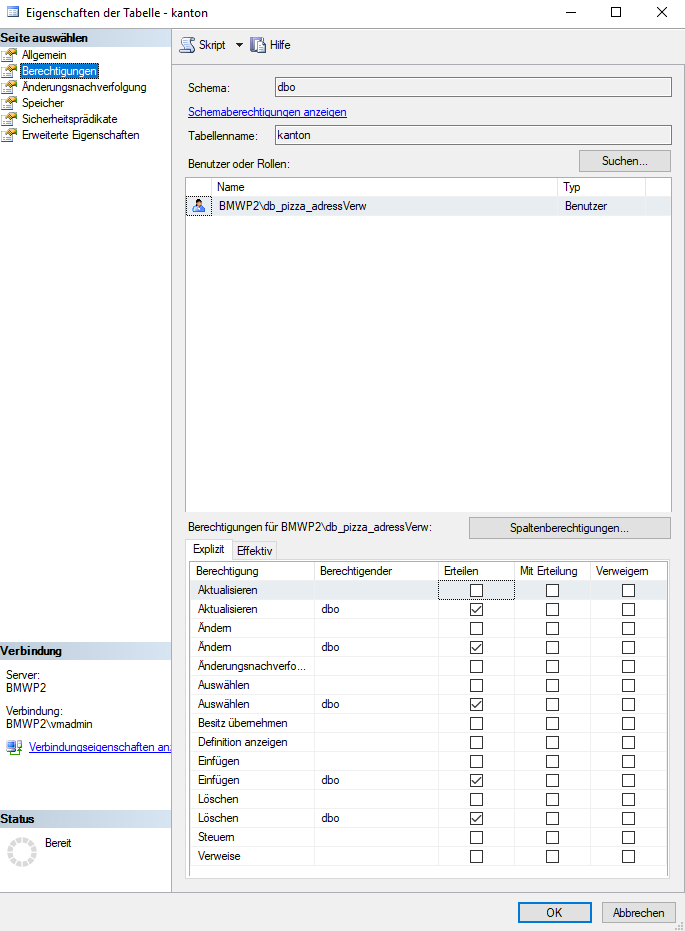 Eigenschaften der Tabelle - kanton
Seite auswählen
Allgemein
Berechtigungen
Änderungsnachverfolgung
Speicher
Sicherheitsprädikate
Erweiterte Eigenschaften
Skript
Hilfe
Schema:
dbo
Schemaberechtigungen anzeigen
Tabellenname:
kanton
Benutzer oder Rollen:
Suchen...
Name Typ
BMWP2\db_pizza_adressVerw Benutzer
Berechtigungen für BMWP2\db_pizza_adressVerw:
Spaltenberechtigungen...
Explizit Effektiv
Berechtigung Berechtigender Erteilen Mit Erteilung Verweigern
Aktualisieren
Aktualisieren dbo
Ändern
Ändern dbo
Änderungsnachverfo...
Auswählen
Auswählen dbo
Besitz übernehmen
Definition anzeigen
Einfügen
Einfügen dbo
Löschen
Löschen dbo
Steuern
Verweise
Verbindung
Server:
BMWP2
Verbindung:
BMWP2\vmadmin
Verbindungseigenschaften anz
Status
Bereit
OK
Abbrechen